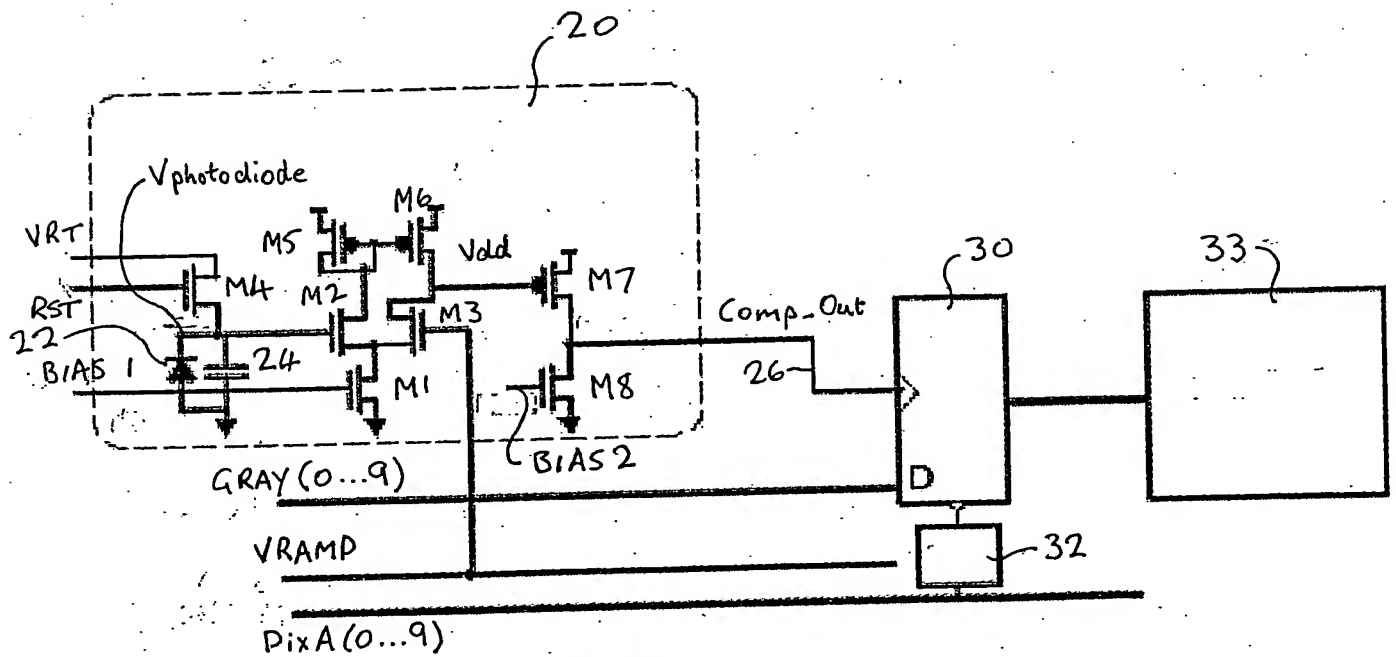 20
Vphotodiode
VRT
RST
22
BIAS 1
24
M4
M5
M6
M2
M3
M1
Vdd
M7
M8
BIAS 2
Comp_Out
26
30
33
D
32
GRAY (0...9)
VRAMP
PixA (0...9)